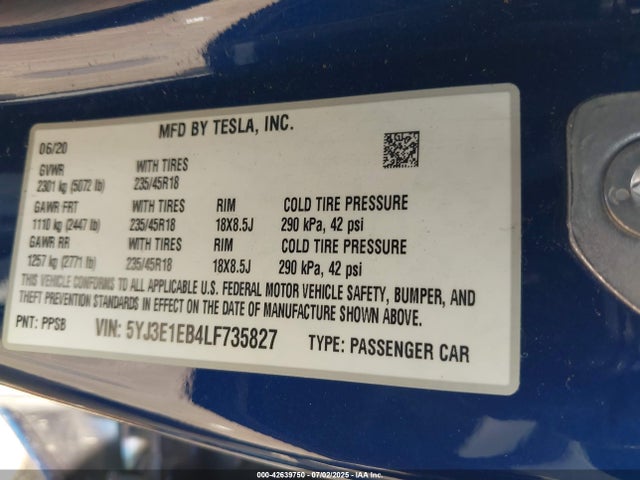 MFD BY TESLA, INC.
06/20
GVWR WITH TIRES
2301 kg (5072 lb) 235/45R18
GAWR FRT WITH TIRES RIM COLD TIRE PRESSURE
1110 kg (2447 lb) 235/45R18 18X8.5J 290 kPa, 42 psi
GAWR RR WITH TIRES RIM COLD TIRE PRESSURE
1257 kg (2771 lb) 235/45R18 18X8.5J 290 kPa, 42 psi
THIS VEHICLE CONFORMS TO ALL APPLICABLE U.S. FEDERAL MOTOR VEHICLE SAFETY, BUMPER, AND
THEFT PREVENTION STANDARDS IN EFFECT ON THE DATE OF MANUFACTURE SHOWN ABOVE.
PNT: PPSB VIN: 5YJ3E1EB4LF735827 TYPE: PASSENGER CAR
000-42639750 - 07/02/2025 - IAA Inc.